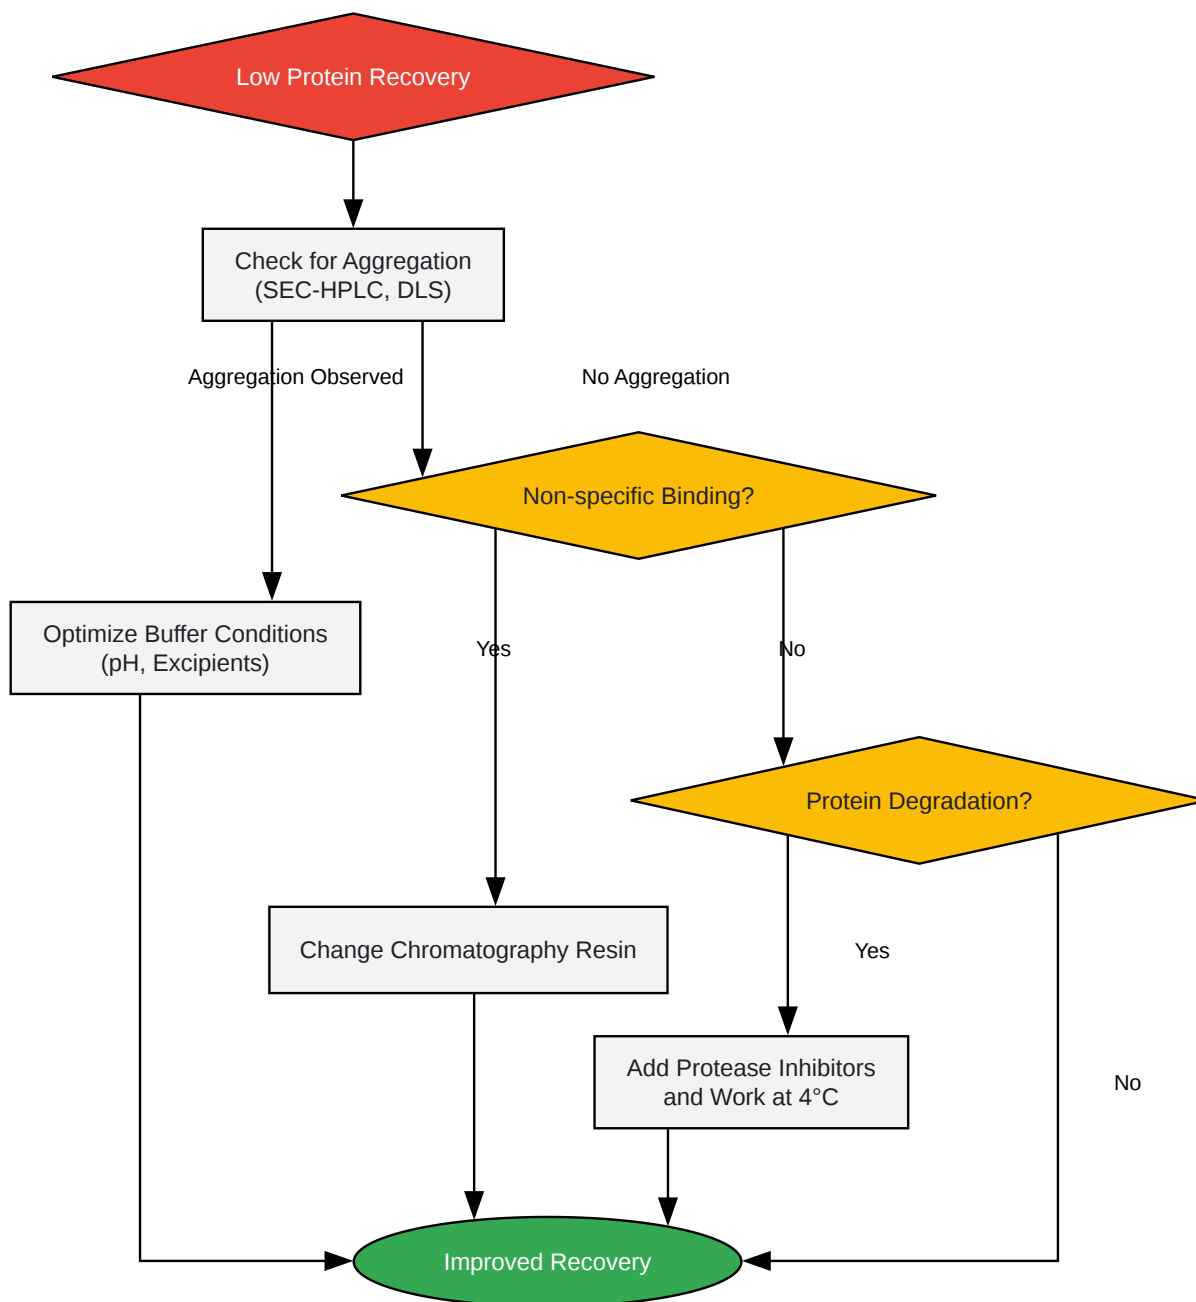 Low Protein Recovery
Check for Aggregation
(SEC-HPLC, DLS)
Aggregation Observed
No Aggregation
Non-specific Binding?
Optimize Buffer Conditions
(pH, Excipients)
Yes
No
Protein Degradation?
Change Chromatography Resin
Yes
Add Protease Inhibitors
and Work at 4°C
No
Improved Recovery